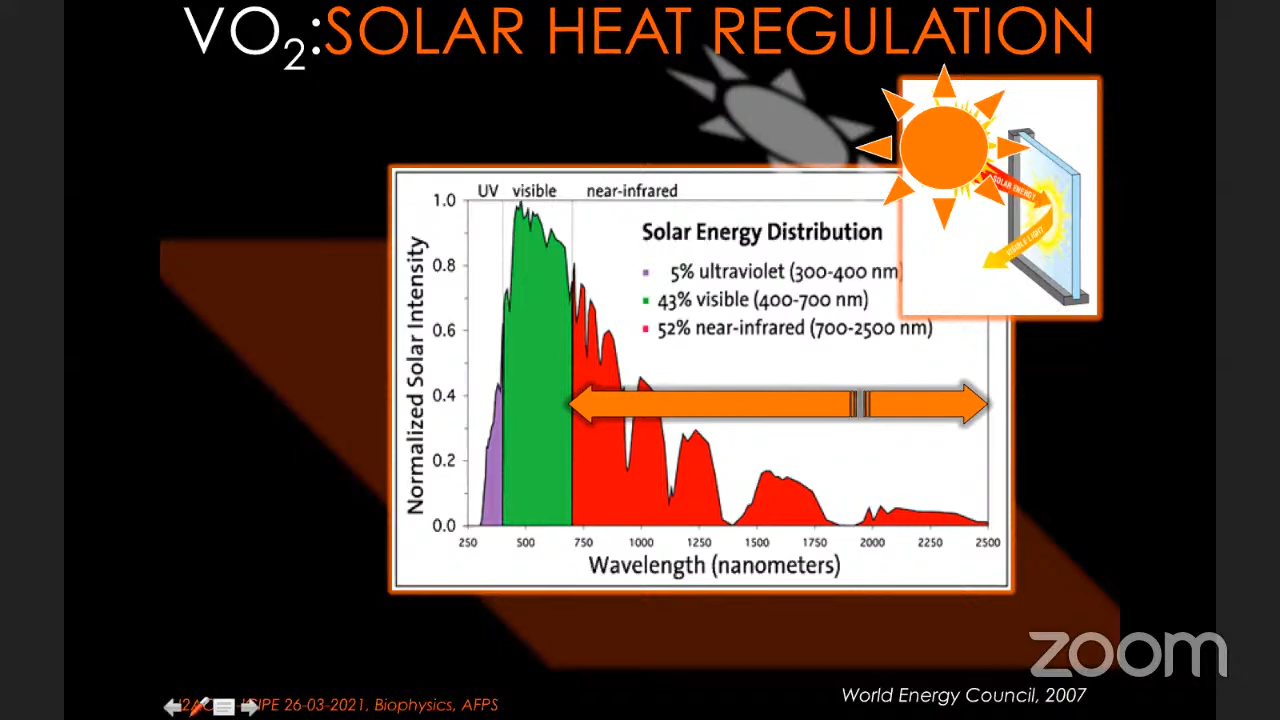 VO2:SOLAR HEAT REGULATION
UV visible near-infrared
Solar Energy Distribution
5% ultraviolet (300-400 nm)
43% visible (400-700 nm)
52% near-infrared (700-2500 nm)
SOLAR ENERGY
VISIBLE LIGHT
Normalized Solar Intensity
1.0
0.8
0.6
0.4
0.2
0.0
250 500 750 1000 1250 1500 1750 2000 2250 2500
Wavelength (nanometers)
zoom
World Energy Council, 2007
26-03-2021, Biophysics, AFPS